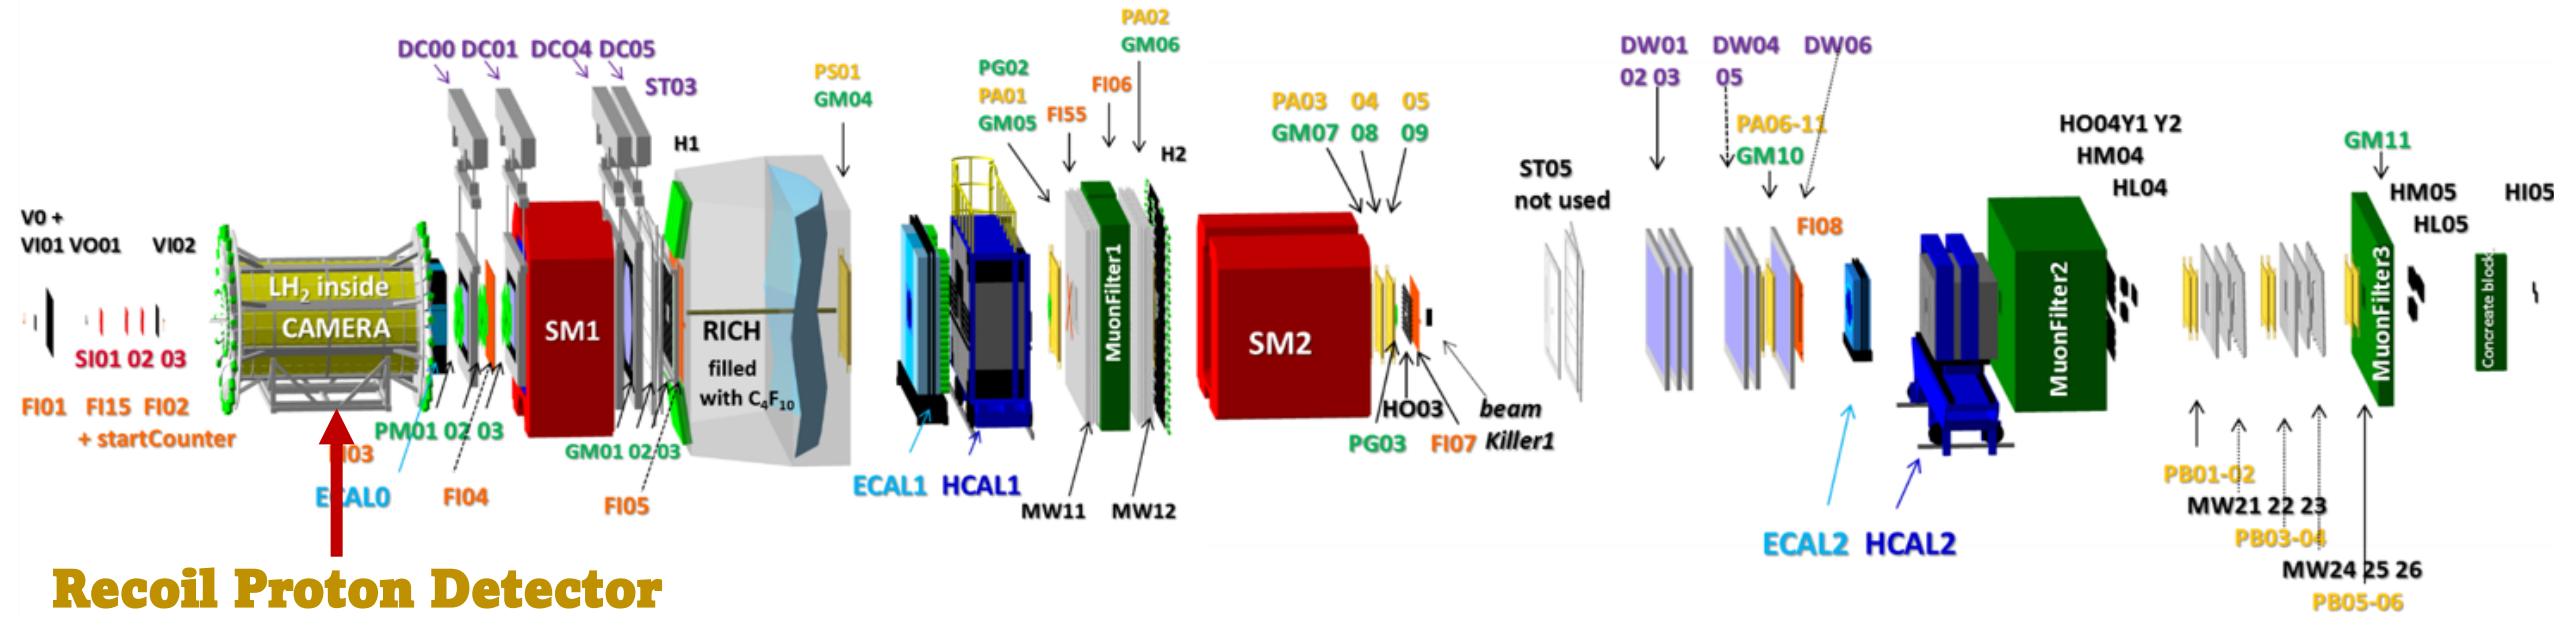 DC00 DC01 DCO4 DC05
ST03
H1
PS01
GM04
PG02
PA01
GM05
FI55
FI06
PA02
GM06
H2
PA03 04 05
GM07 08 09
ST05
not used
DW01
02 03
DW04
05
DW06
PA06-11
GM10
FI08
HO04Y1 Y2
HM04
HL04
GM11
HM05
HL05
HI05
V0 +
VI01 VO01 VI02
LH2 inside
CAMERA
SM1
RICH
filled
with C4F10
MuonFilter1
SM2
MuonFilter2
MuonFilter3
Concreate block
SI01 02 03
FI01 FI15 FI02
+ startCounter
FI03
ECAL0
PM01 02 03
FI04
GM01 02 03
FI05
ECAL1 HCAL1
MW11 MW12
HO03
PG03 FI07
beam
Killer1
ECAL2 HCAL2
PB01-02
MW21 22 23
PB03-04
MW24 25 26
PB05-06
Recoil Proton Detector